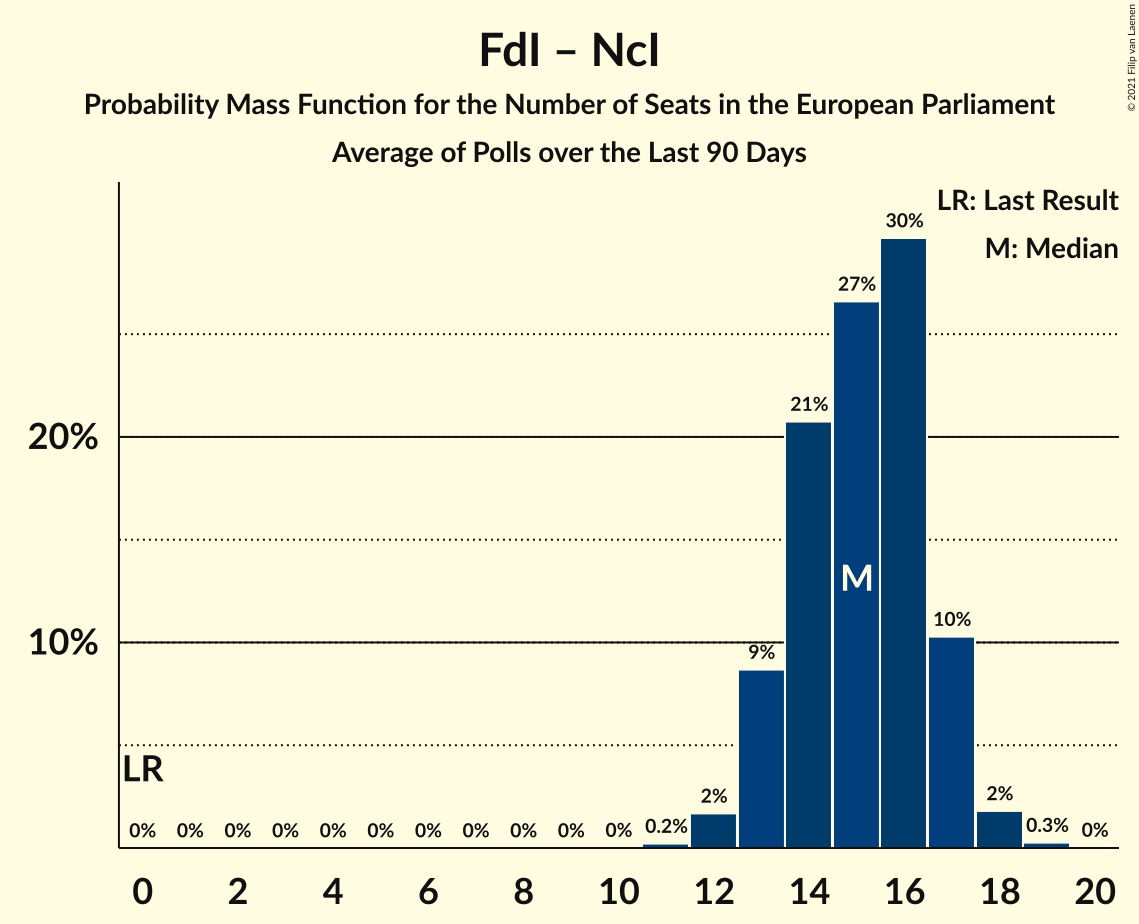 FdI – NcI
Probability Mass Function for the Number of Seats in the European Parliament
Average of Polls over the Last 90 Days
© 2021 Filip van Laenen
LR: Last Result
M: Median
30%
27%
21%
20%
M
10%
10%
9%
LR
2%
2%
0% 0% 0% 0% 0% 0% 0% 0% 0% 0% 0% 0.2% 0.3% 0%
0 2 4 6 8 10 12 14 16 18 20